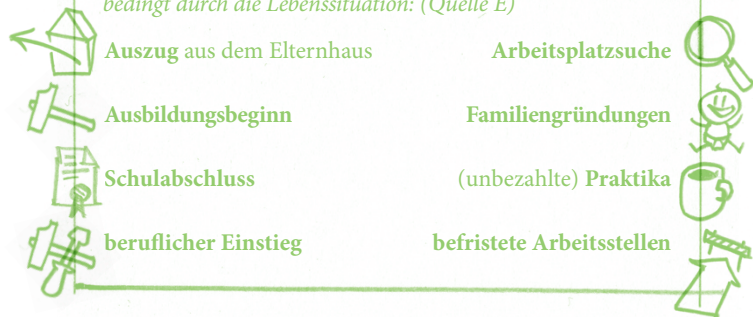 bedingt durch die Lebenssituation: (Quelle E)
Auszug aus dem Elternhaus
Arbeitsplatzsuche
Ausbildungsbeginn
Familiengründungen
Schulabschluss
(unbezahlte) Praktika
beruflicher Einstieg
befristete Arbeitsstellen